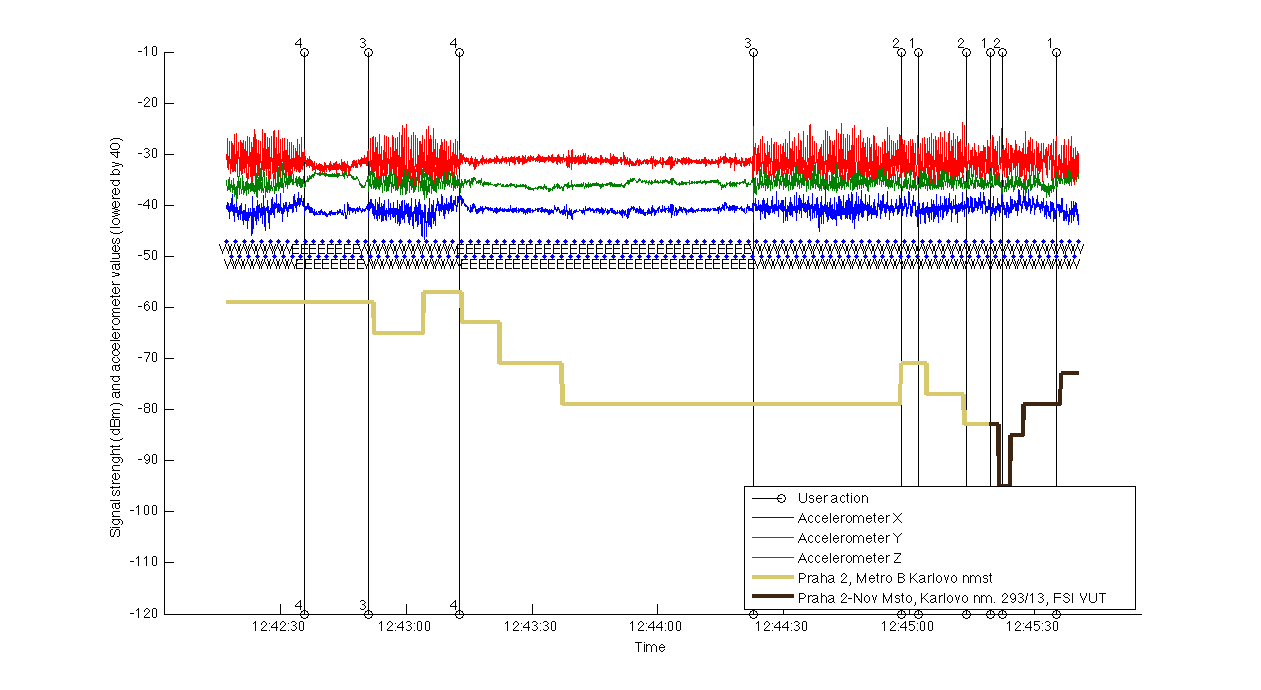 4 3 4 3 2 1 2 1 2 1
-10
-20
-30
-40
-50
-60
-70
-80
-90
-100
-110
-120
Signal strenght (dBm) and accelerometer values (lowered by 40)
User action
Accelerometer X
Accelerometer Y
Accelerometer Z
Praha 2, Metro B Karlovo nmst
Praha 2-Nov Msto, Karlovo nm. 293/13, FSI VUT
4 3 4
12:42:30 12:43:00 12:43:30 12:44:00 12:44:30 12:45:00 12:45:30
Time